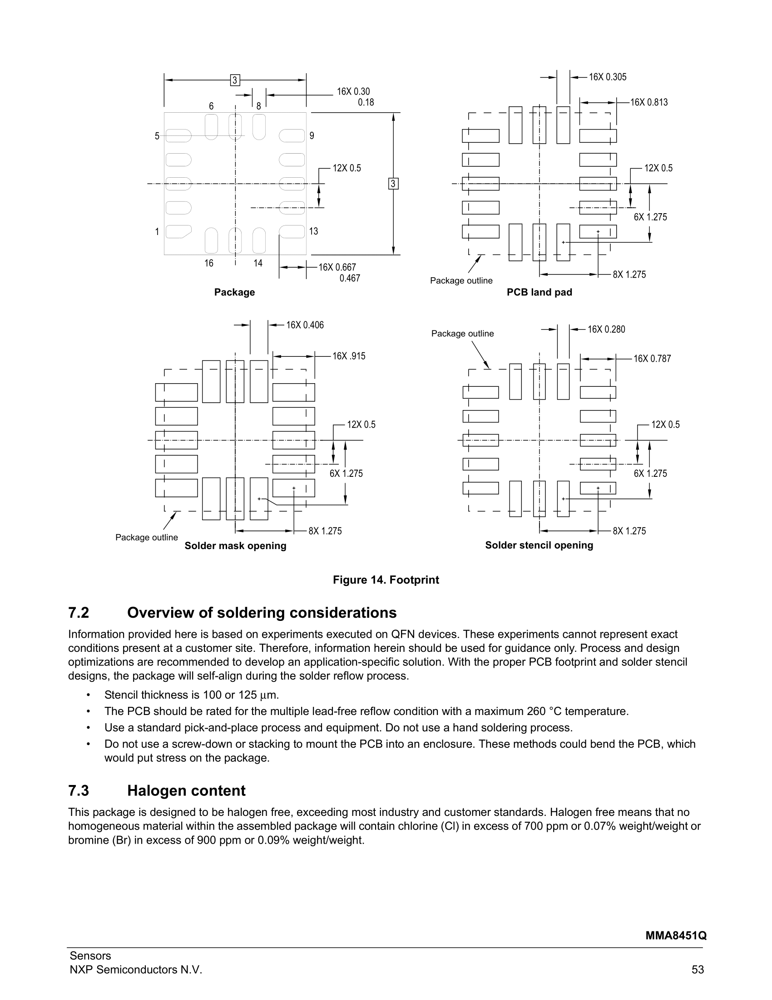 3
16X 0.30
0.18
6
8
5
9
12X 0.5
3
1
13
16
14
16X 0.667
0.467
Package
16X 0.305
16X 0.813
12X 0.5
6X 1.275
8X 1.275
Package outline
PCB land pad
16X 0.406
16X .915
12X 0.5
6X 1.275
8X 1.275
Package outline
Solder mask opening
Package outline
16X 0.280
16X 0.787
12X 0.5
6X 1.275
8X 1.275
Solder stencil opening
Figure 14. Footprint
7.2 Overview of soldering considerations
Information provided here is based on experiments executed on QFN devices. These experiments cannot represent exact
conditions present at a customer site. Therefore, information herein should be used for guidance only. Process and design
optimizations are recommended to develop an application-specific solution. With the proper PCB footprint and solder stencil
designs, the package will self-align during the solder reflow process.
• Stencil thickness is 100 or 125 μm.
• The PCB should be rated for the multiple lead-free reflow condition with a maximum 260 °C temperature.
• Use a standard pick-and-place process and equipment. Do not use a hand soldering process.
• Do not use a screw-down or stacking to mount the PCB into an enclosure. These methods could bend the PCB, which
would put stress on the package.
7.3 Halogen content
This package is designed to be halogen free, exceeding most industry and customer standards. Halogen free means that no
homogeneous material within the assembled package will contain chlorine (Cl) in excess of 700 ppm or 0.07% weight/weight or
bromine (Br) in excess of 900 ppm or 0.09% weight/weight.
MMA8451Q
Sensors
NXP Semiconductors N.V. 53